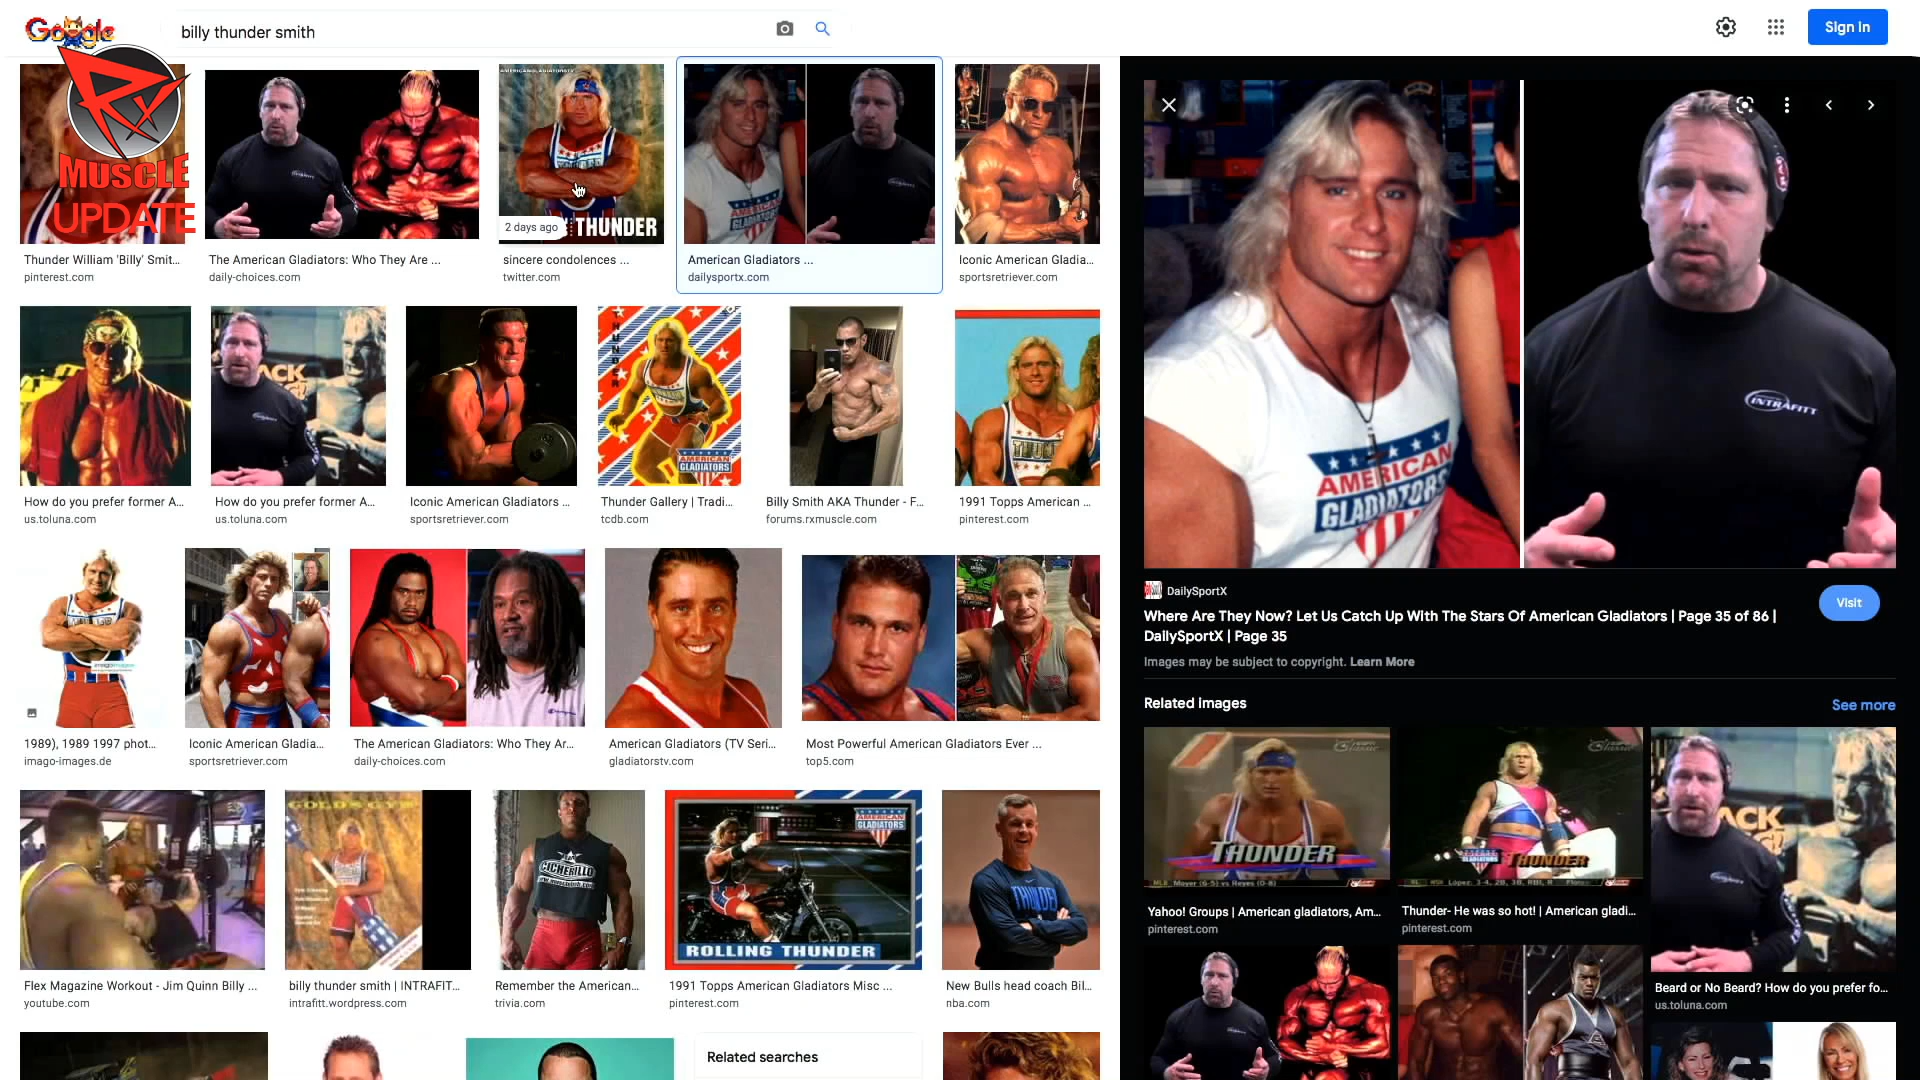 Google
billy thunder smith
Sign in
Rx
MUSCLE
UPDATE
AMERICANGLADIATORSTV
2 days ago
THUNDER
Thunder William 'Billy' Smit...
pinterest.com
The American Gladiators: Who They Are ...
daily-choices.com
sincere condolences ...
twitter.com
American Gladiators ...
dailysportx.com
Iconic American Gladia...
sportsretriever.com
AMERICAN
GLADIATORS
INTRAFITT
THUNDER
AMERICAN
GLADIATORS
How do you prefer former A...
us.toluna.com
How do you prefer former A...
us.toluna.com
Iconic American Gladiators ...
sportsretriever.com
Thunder Gallery | Tradi...
tcdb.com
Billy Smith AKA Thunder - F...
forums.rxmuscle.com
1991 Topps American ...
pinterest.com
DailySportX
Visit
Where Are They Now? Let Us Catch Up With The Stars Of American Gladiators | Page 35 of 86 |
DailySportX | Page 35
Images may be subject to copyright. Learn More
Related images
See more
1989), 1989 1997 phot...
imago-images.de
Iconic American Gladia...
sportsretriever.com
The American Gladiators: Who They Ar...
daily-choices.com
American Gladiators (TV Seri...
gladiatorstv.com
Most Powerful American Gladiators Ever ...
top5.com
THUNDER
THUNDER
Yahoo! Groups | American gladiators, Am...
pinterest.com
Thunder- He was so hot! | American gladi...
pinterest.com
Beard or No Beard? How do you prefer fo...
us.toluna.com
GOLD'S GYM
CICHERILLO
AMERICAN
GLADIATORS
ROLLING THUNDER
Flex Magazine Workout - Jim Quinn Billy ...
youtube.com
billy thunder smith | INTRAFIT...
intrafitt.wordpress.com
Remember the American...
trivia.com
1991 Topps American Gladiators Misc ...
pinterest.com
New Bulls head coach Bil...
nba.com
Related searches